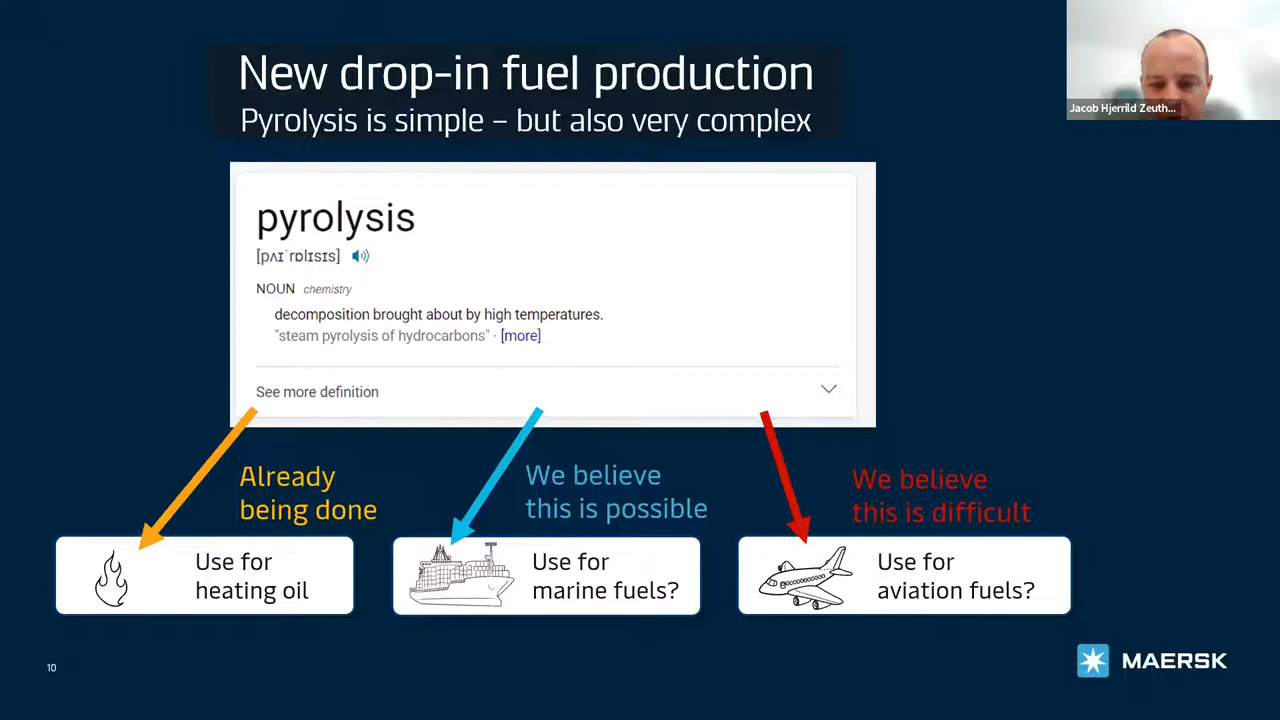 New drop-in fuel production
Pyrolysis is simple – but also very complex
Jacob Hjerrild Zeuth...
pyrolysis
[pʌɪˈrɒlɪsɪs]
NOUN chemistry
decomposition brought about by high temperatures.
"steam pyrolysis of hydrocarbons" · [more]
See more definition
Already
being done
We believe
this is possible
We believe
this is difficult
Use for
heating oil
Use for
marine fuels?
Use for
aviation fuels?
10
MAERSK